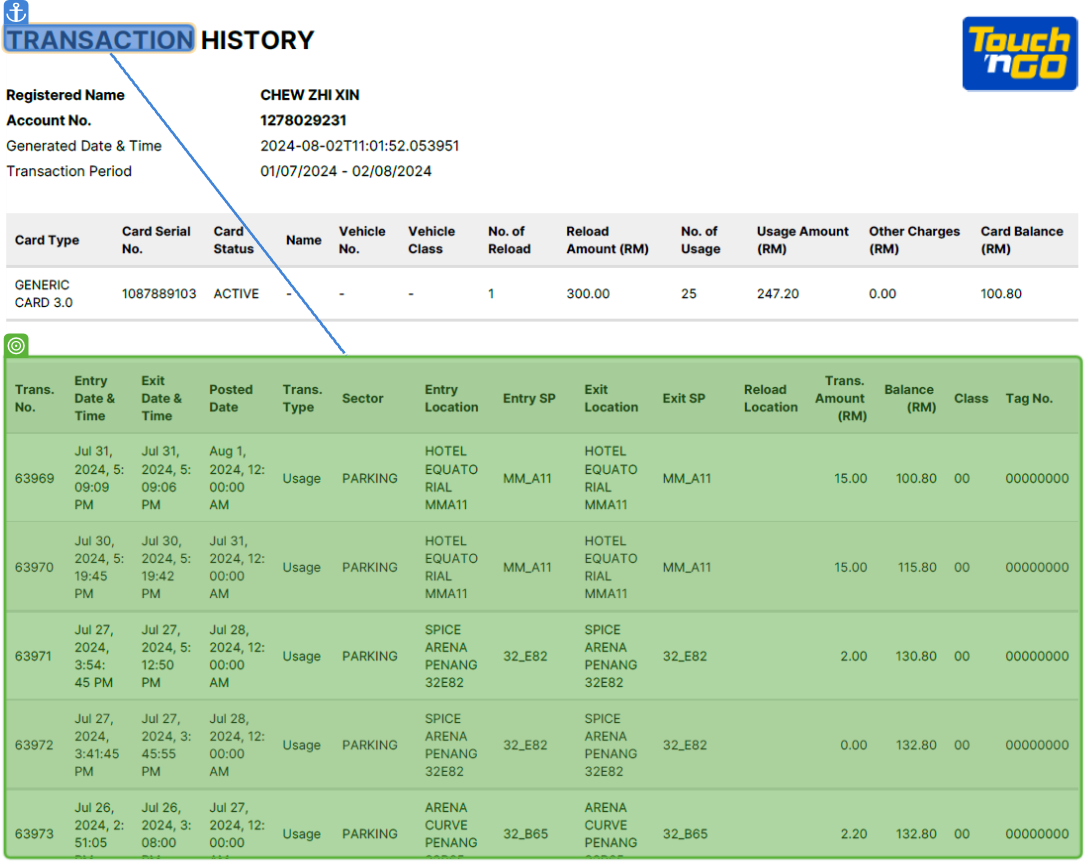 TRANSACTION HISTORY
Touch
'nGO
Registered Name CHEW ZHI XIN
Account No. 1278029231
Generated Date & Time 2024-08-02T11:01:52.053951
Transaction Period 01/07/2024 - 02/08/2024
Card Type Card Serial No. Card Status Name Vehicle No. Vehicle Class No. of Reload Reload Amount (RM) No. of Usage Usage Amount (RM) Other Charges (RM) Card Balance (RM)
GENERIC CARD 3.0 1087889103 ACTIVE - - - 1 300.00 25 247.20 0.00 100.80
Trans. No. Entry Date & Time Exit Date & Time Posted Date Trans. Type Sector Entry Location Entry SP Exit Location Exit SP Reload Location Trans. Amount (RM) Balance (RM) Class Tag No.
63969 Jul 31, 2024, 5:09:09 PM Jul 31, 2024, 5:09:06 PM Aug 1, 2024, 12:00:00 AM Usage PARKING HOTEL EQUATORIAL MMA11 MM_A11 HOTEL EQUATORIAL MMA11 MM_A11 15.00 100.80 00 00000000
63970 Jul 30, 2024, 5:19:45 PM Jul 30, 2024, 5:19:42 PM Jul 31, 2024, 12:00:00 AM Usage PARKING HOTEL EQUATORIAL MMA11 MM_A11 HOTEL EQUATORIAL MMA11 MM_A11 15.00 115.80 00 00000000
63971 Jul 27, 2024, 3:54:45 PM Jul 27, 2024, 5:12:50 PM Jul 28, 2024, 12:00:00 AM Usage PARKING SPICE ARENA PENANG 32E82 32_E82 SPICE ARENA PENANG 32E82 32_E82 2.00 130.80 00 00000000
63972 Jul 27, 2024, 3:41:45 PM Jul 27, 2024, 3:45:55 PM Jul 28, 2024, 12:00:00 AM Usage PARKING SPICE ARENA PENANG 32E82 32_E82 SPICE ARENA PENANG 32E82 32_E82 0.00 132.80 00 00000000
63973 Jul 26, 2024, 2:51:05 Jul 26, 2024, 3:08:00 Jul 27, 2024, 12:00:00 Usage PARKING ARENA CURVE PENANG 32_B65 ARENA CURVE PENANG 32_B65 2.20 132.80 00 00000000